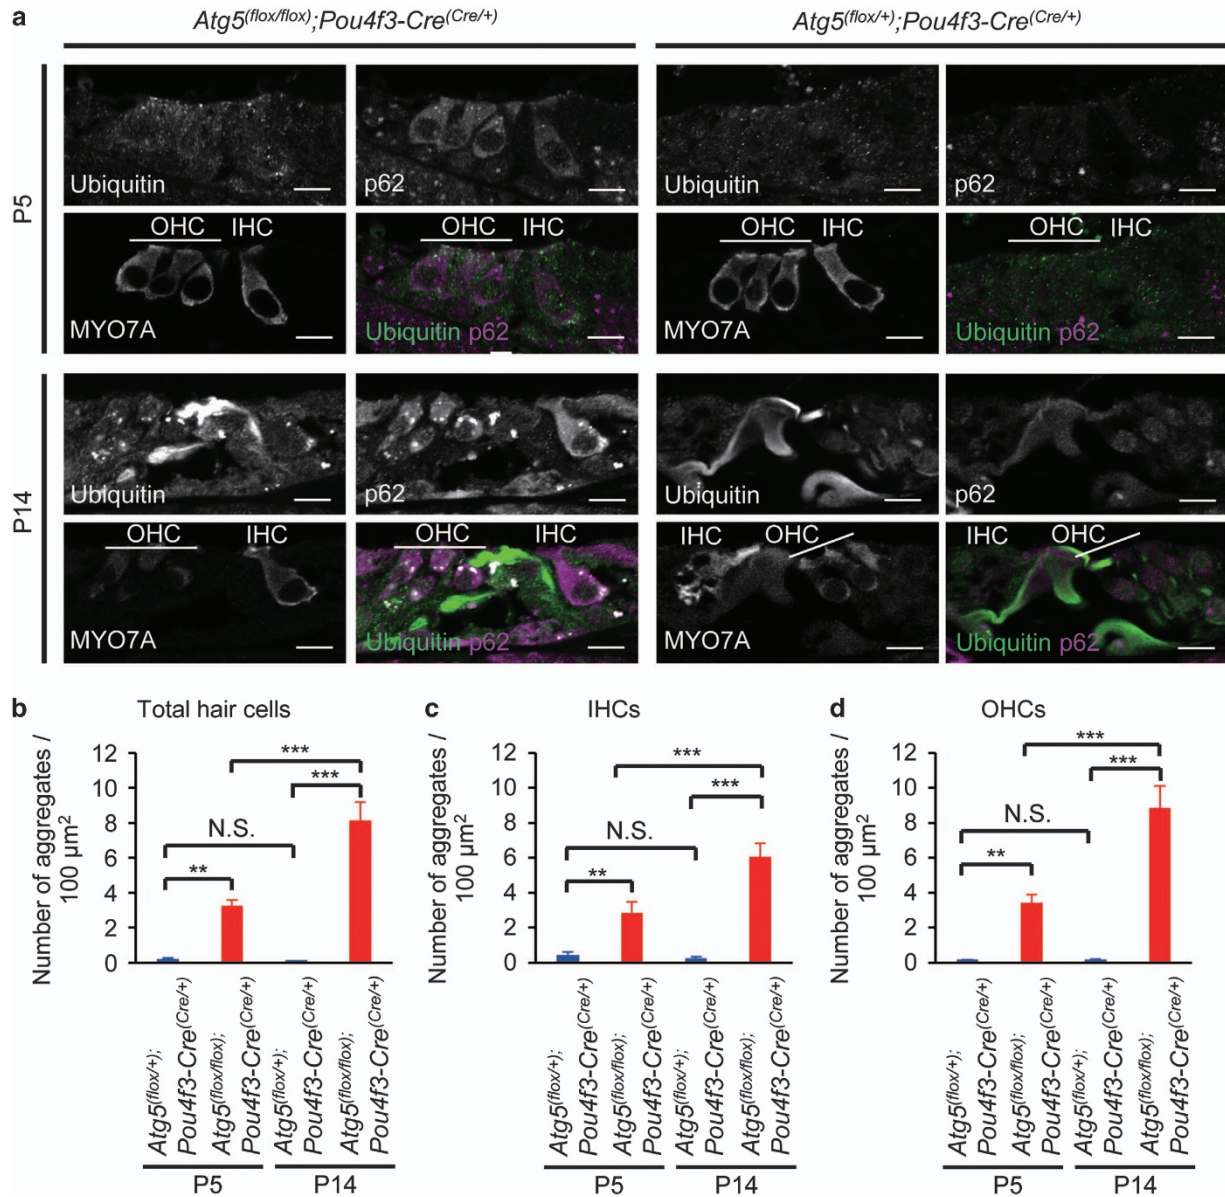 a
Atg5(flox/flox);Pou4f3-Cre(Cre/+)
Atg5(flox/+);Pou4f3-Cre(Cre/+)
P5
Ubiquitin
p62
Ubiquitin
p62
OHC IHC
OHC IHC
OHC IHC
OHC IHC
MYO7A
Ubiquitin p62
MYO7A
Ubiquitin p62
P14
Ubiquitin
p62
Ubiquitin
p62
OHC IHC
OHC IHC
IHC OHC
IHC OHC
MYO7A
Ubiquitin p62
MYO7A
Ubiquitin p62
b Total hair cells
Number of aggregates /
100 µm2
12
10
8
6
4
2
0
**
N.S.
***
***
Atg5(flox/+);
Pou4f3-Cre(Cre/+)
Atg5(flox/flox);
Pou4f3-Cre(Cre/+)
Atg5(flox/+);
Pou4f3-Cre(Cre/+)
Atg5(flox/flox);
Pou4f3-Cre(Cre/+)
P5 P14
c IHCs
Number of aggregates /
100 µm2
12
10
8
6
4
2
0
**
N.S.
***
***
Atg5(flox/+);
Pou4f3-Cre(Cre/+)
Atg5(flox/flox);
Pou4f3-Cre(Cre/+)
Atg5(flox/+);
Pou4f3-Cre(Cre/+)
Atg5(flox/flox);
Pou4f3-Cre(Cre/+)
P5 P14
d OHCs
Number of aggregates /
100 µm2
12
10
8
6
4
2
0
**
N.S.
***
***
Atg5(flox/+);
Pou4f3-Cre(Cre/+)
Atg5(flox/flox);
Pou4f3-Cre(Cre/+)
Atg5(flox/+);
Pou4f3-Cre(Cre/+)
Atg5(flox/flox);
Pou4f3-Cre(Cre/+)
P5 P14